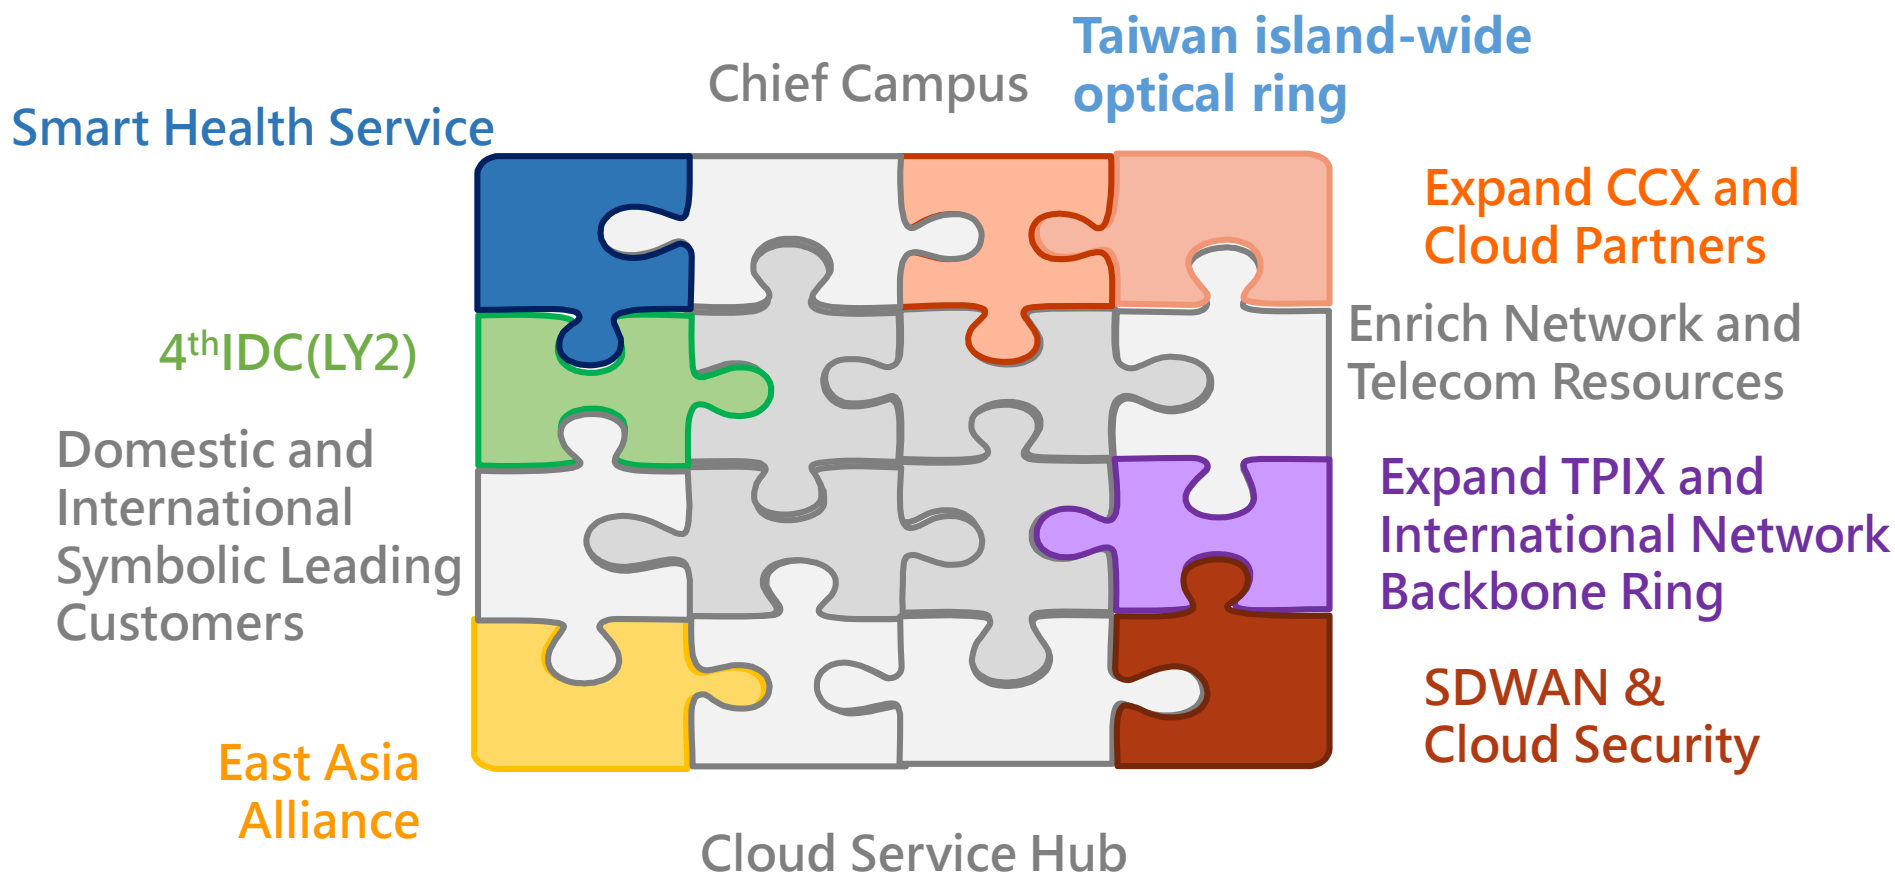 Taiwan island-wide
optical ring
Chief Campus
Smart Health Service
Expand CCX and
Cloud Partners
4thIDC(LY2)
Enrich Network and
Telecom Resources
Domestic and
International
Symbolic Leading
Customers
Expand TPIX and
International Network
Backbone Ring
SDWAN &
Cloud Security
East Asia
Alliance
Cloud Service Hub